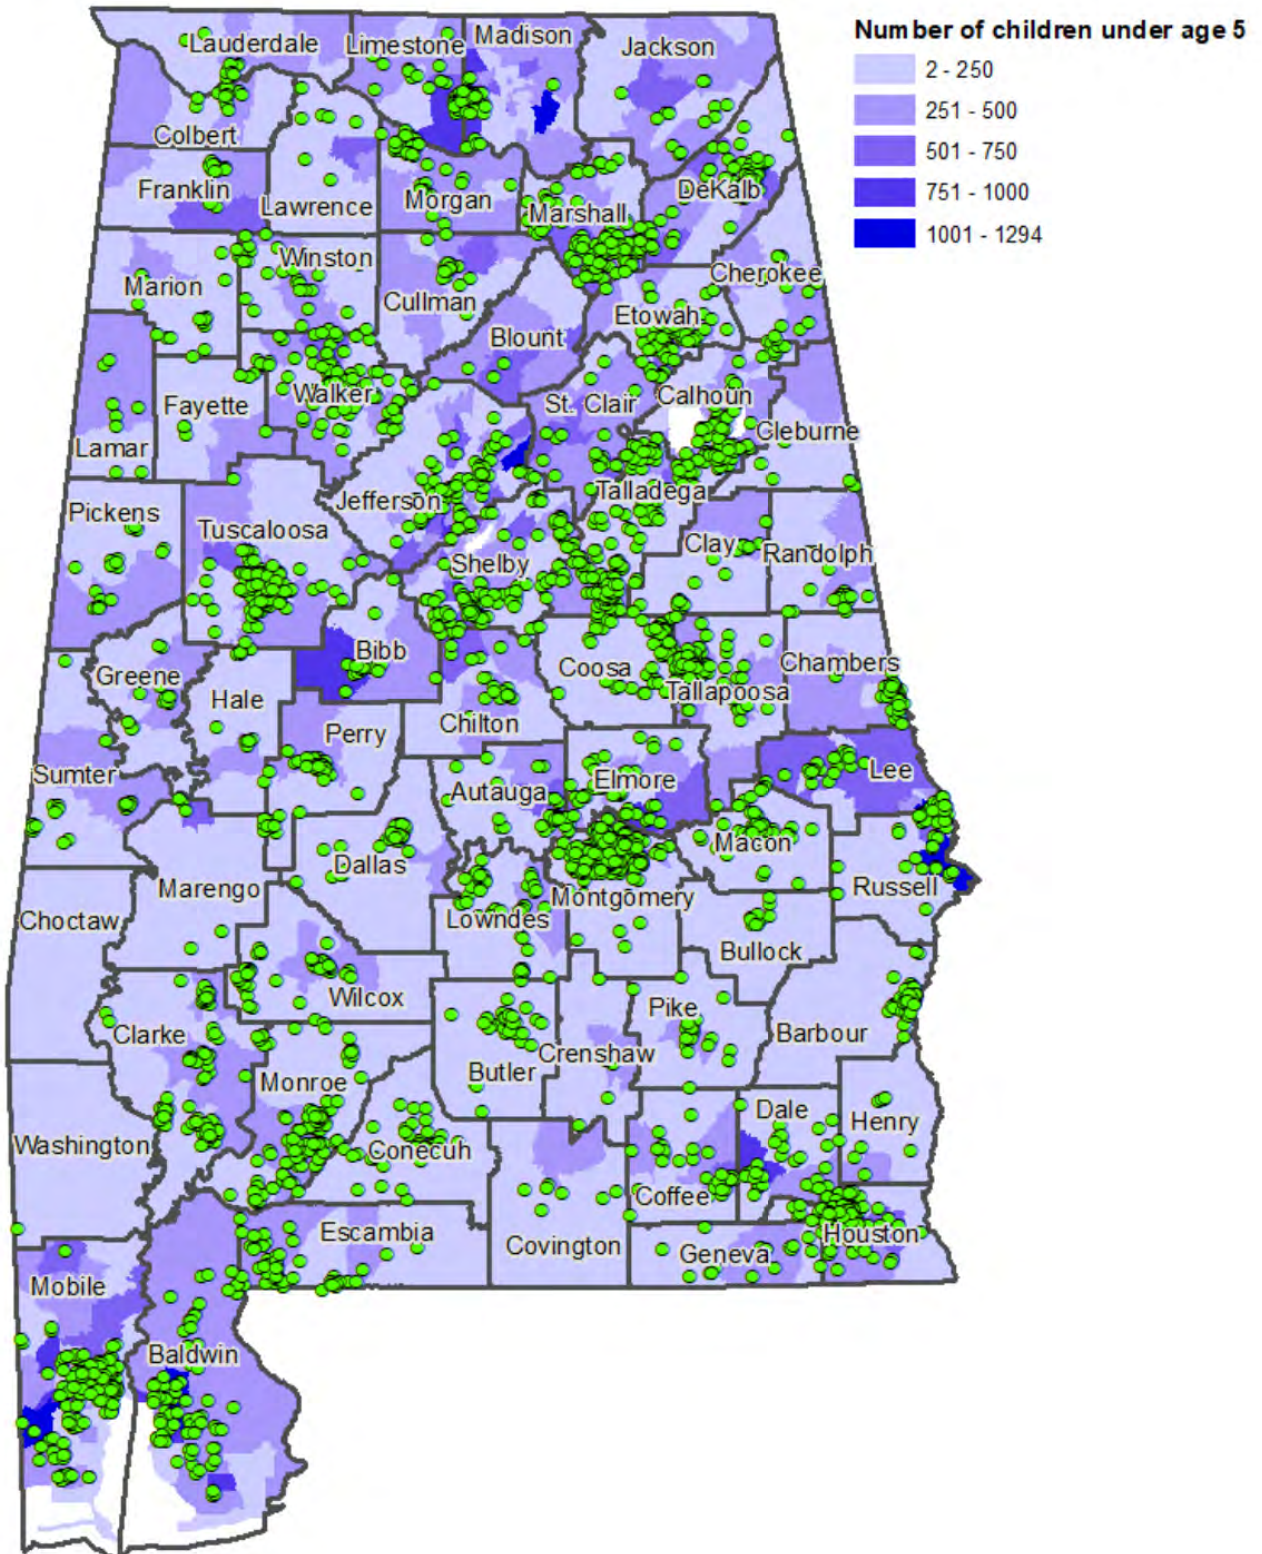 Number of children under age 5
2 - 250
251 - 500
501 - 750
751 - 1000
1001 - 1294
Lauderdale
Limestone
Madison
Jackson
Colbert
Franklin
Lawrence
Morgan
Marshall
DeKalb
Marion
Winston
Cullman
Cherokee
Blount
Etowah
Lamar
Fayette
Walker
St. Clair
Calhoun
Cleburne
Pickens
Tuscaloosa
Jefferson
Shelby
Talladega
Clay
Randolph
Greene
Hale
Bibb
Perry
Chilton
Coosa
Tallapoosa
Chambers
Sumter
Autauga
Elmore
Lee
Dallas
Macon
Marengo
Montgomery
Russell
Choctaw
Lowndes
Bullock
Wilcox
Clarke
Pike
Barbour
Monroe
Butler
Crenshaw
Washington
Conecuh
Dale
Henry
Coffee
Escambia
Covington
Geneva
Houston
Mobile
Baldwin